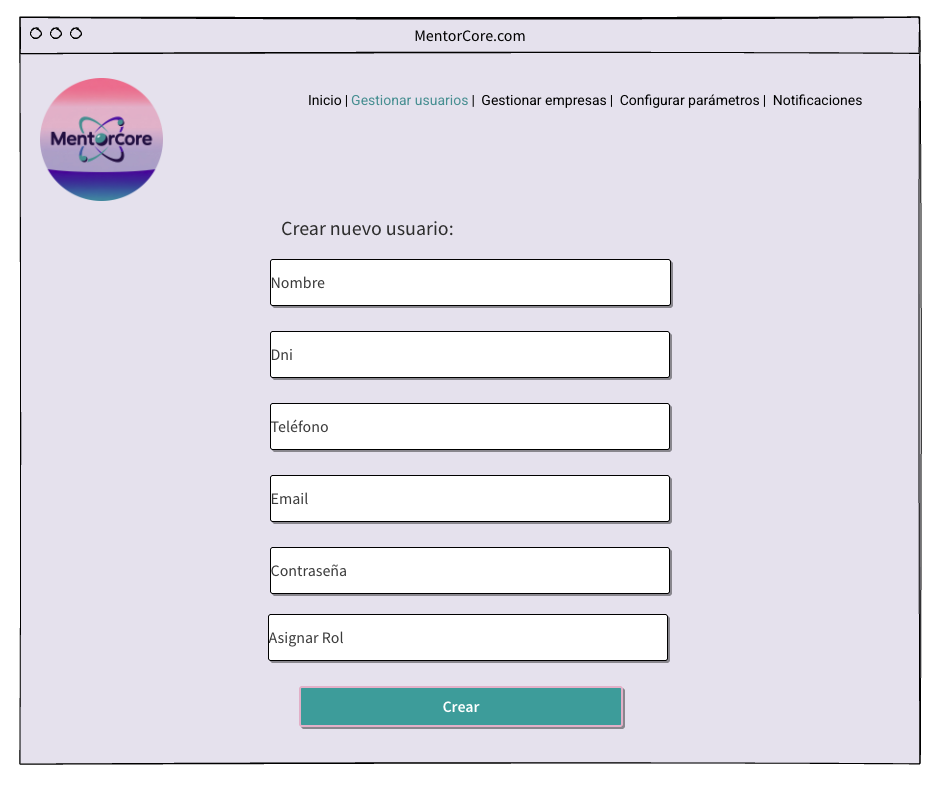 MentorCore.com
Inicio | Gestionar usuarios | Gestionar empresas | Configurar parámetros | Notificaciones
MentorCore
Crear nuevo usuario:
Nombre
Dni
Teléfono
Email
Contraseña
Asignar Rol
Crear